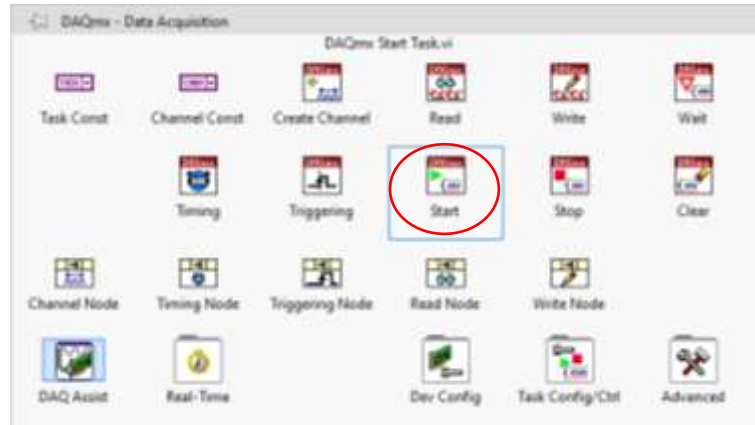 DAQmx - Data Acquisition
DAQmx Start Task.vi
Task Const Channel Const Create Channel Read Write Wait
Timing Triggering Start Stop Clear
Channel Node Timing Node Triggering Node Read Node Write Node
DAQ Assist Real-Time Dev Config Task Config/Ctrl Advanced